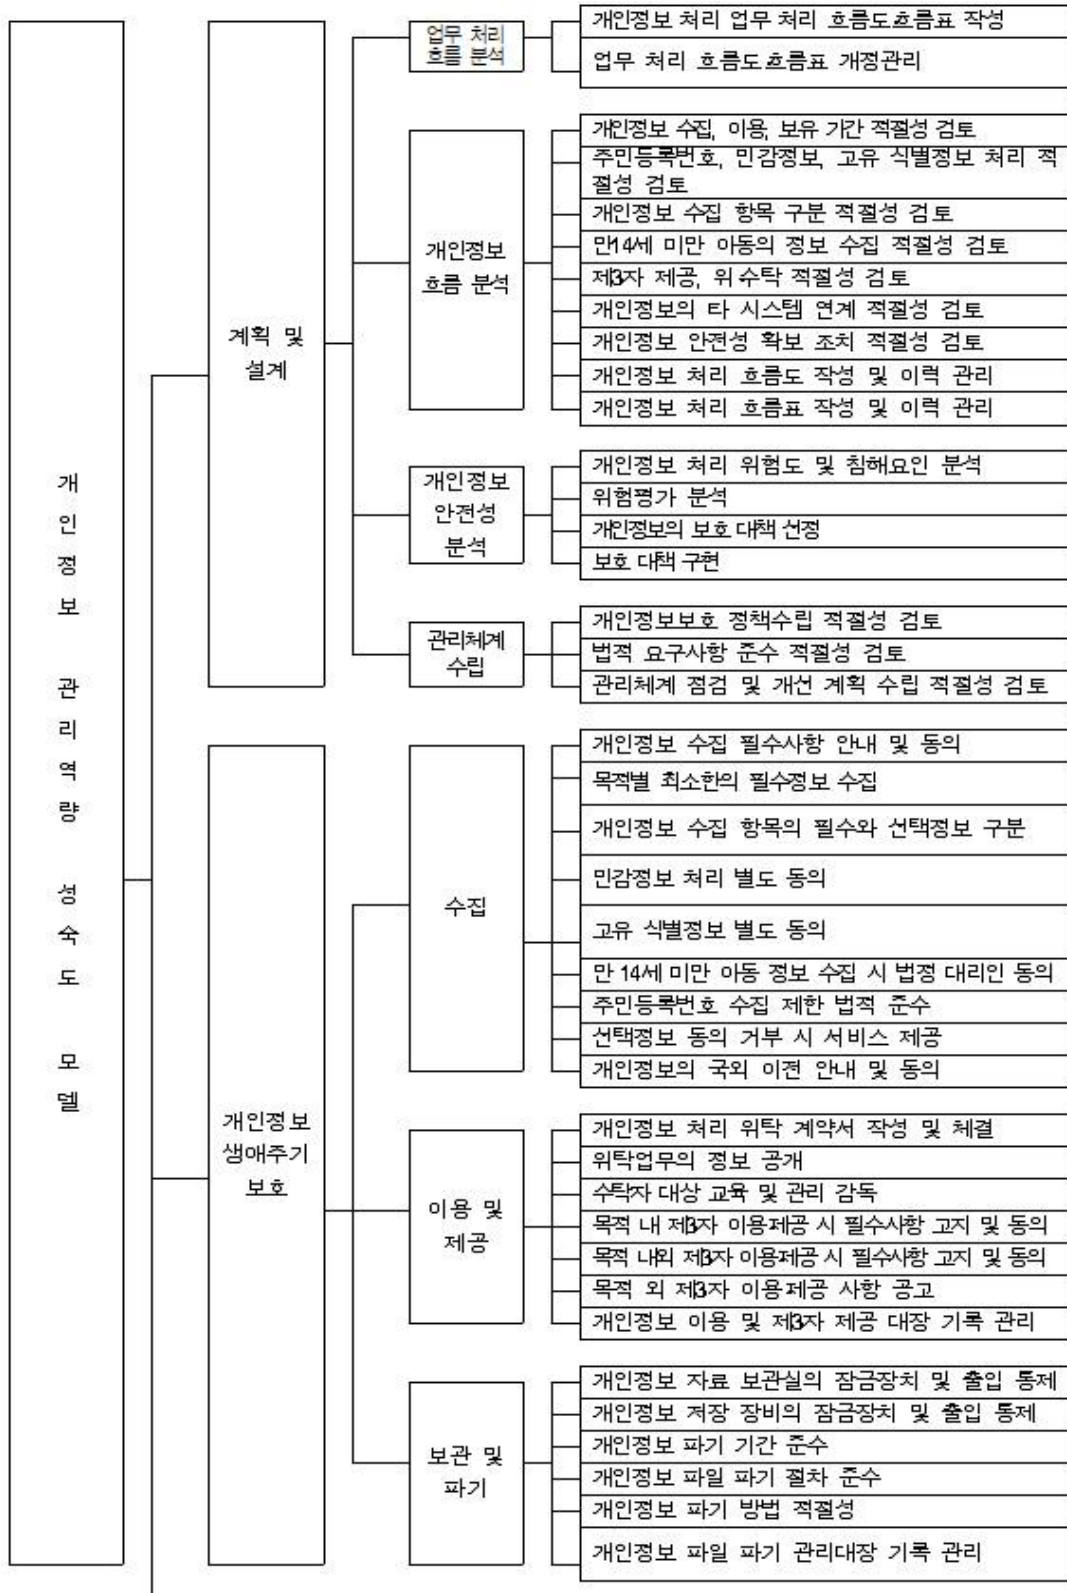 개인정보 관리역량 성숙도 모델
계획 및
설계
업무 처리
흐름 분석
개인정보 처리 업무 처리 흐름도흐름표 작성
업무 처리 흐름도흐름표 개정관리
개인정보
흐름 분석
개인정보 수집, 이용, 보유 기간 적절성 검토
주민등록번호, 민감정보, 고유 식별정보 처리 적
절성 검토
개인정보 수집 항목 구분 적절성 검토
만14세 미만 아동의 정보 수집 적절성 검토
제3자 제공, 위수탁 적절성 검토
개인정보의 타 시스템 연계 적절성 검토
개인정보 안전성 확보 조치 적절성 검토
개인정보 처리 흐름도 작성 및 이력 관리
개인정보 처리 흐름표 작성 및 이력 관리
개인정보
안전성
분석
개인정보 처리 위험도 및 침해요인 분석
위험평가 분석
개인정보의 보호 대책 선정
보호 대책 구현
관리체계
수립
개인정보보호 정책수립 적절성 검토
법적 요구사항 준수 적절성 검토
관리체계 점검 및 개선 계획 수립 적절성 검토
개인정보
생애주기
보호
수집
개인정보 수집 필수사항 안내 및 동의
목적별 최소한의 필수정보 수집
개인정보 수집 항목의 필수와 선택정보 구분
민감정보 처리 별도 동의
고유 식별정보 별도 동의
만 14세 미만 아동 정보 수집 시 법정 대리인 동의
주민등록번호 수집 제한 법적 준수
선택정보 동의 거부 시 서비스 제공
개인정보의 국외 이전 안내 및 동의
이용 및
제공
개인정보 처리 위탁 계약서 작성 및 체결
위탁업무의 정보 공개
수탁자 대상 교육 및 관리 감독
목적 내 제3자 이용제공 시 필수사항 고지 및 동의
목적 내외 제3자 이용제공 시 필수사항 고지 및 동의
목적 외 제3자 이용제공 사항 공고
개인정보 이용 및 제3자 제공 대장 기록 관리
보관 및
파기
개인정보 자료 보관실의 잠금장치 및 출입 통제
개인정보 저장 장비의 잠금장치 및 출입 통제
개인정보 파기 기간 준수
개인정보 파일 파기 절차 준수
개인정보 파기 방법 적절성
개인정보 파일 파기 관리대장 기록 관리